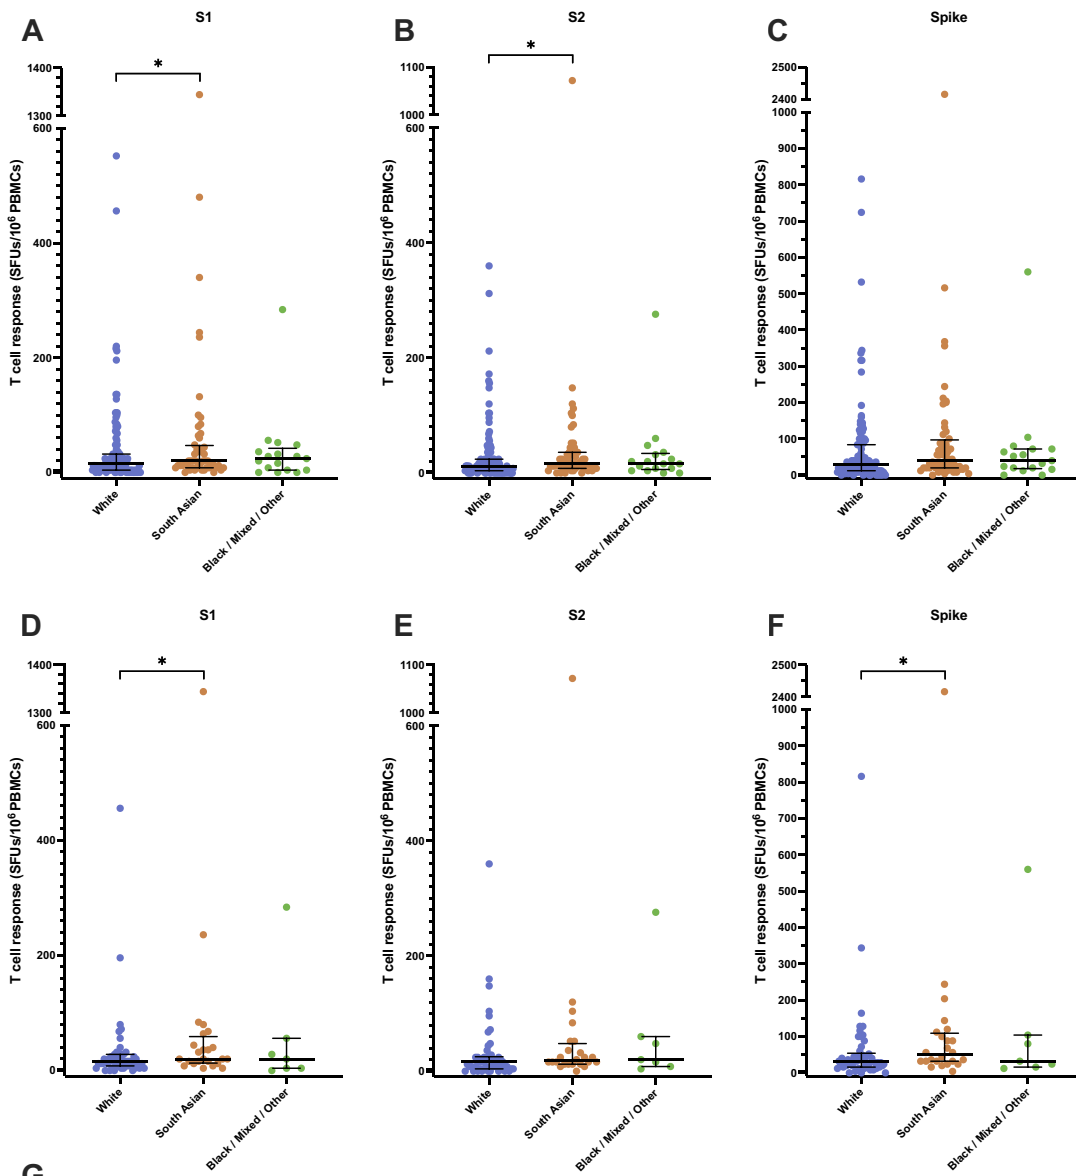 A
S1
*
1400
1300
600
400
200
0
T cell response (SFUs/10⁶ PBMCs)
White
South Asian
Black / Mixed / Other
B
S2
*
1100
1000
600
400
200
0
T cell response (SFUs/10⁶ PBMCs)
White
South Asian
Black / Mixed / Other
C
Spike
2500
2400
1000
900
800
700
600
500
400
300
200
100
0
T cell response (SFUs/10⁶ PBMCs)
White
South Asian
Black / Mixed / Other
D
S1
*
1400
1300
600
400
200
0
T cell response (SFUs/10⁶ PBMCs)
White
South Asian
Black / Mixed / Other
E
S2
1100
1000
600
400
200
0
T cell response (SFUs/10⁶ PBMCs)
White
South Asian
Black / Mixed / Other
F
Spike
*
2500
2400
1000
900
800
700
600
500
400
300
200
100
0
T cell response (SFUs/10⁶ PBMCs)
White
South Asian
Black / Mixed / Other
G